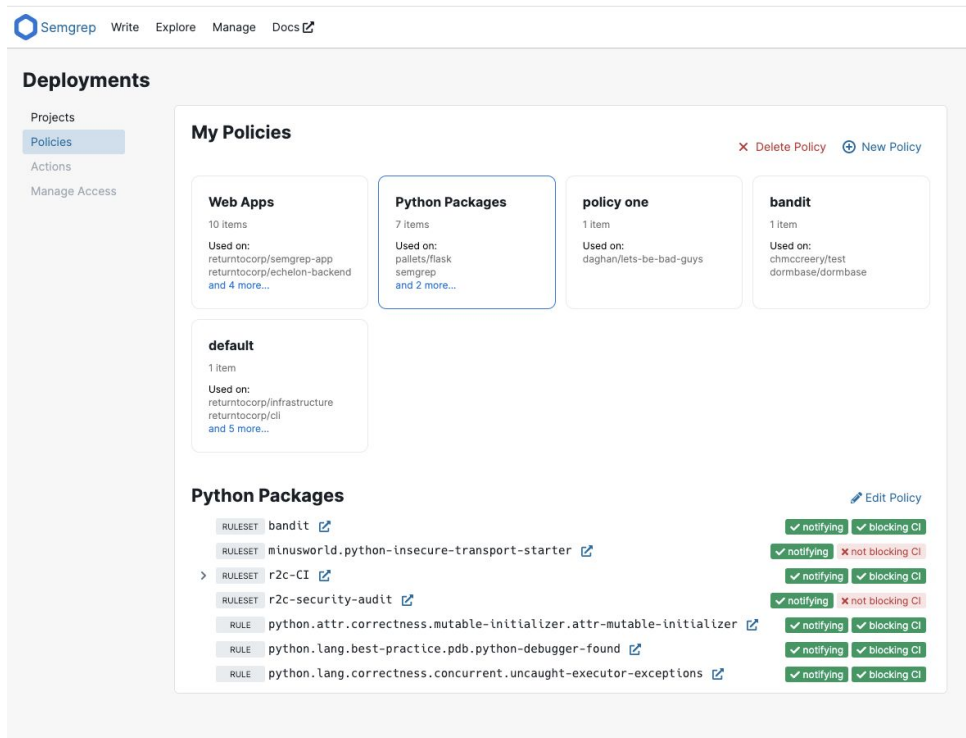 Semgrep Write Explore Manage Docs
Deployments
Projects
Policies
Actions
Manage Access
My Policies
Delete Policy New Policy
Web Apps
10 items
Used on:
returntocorp/semgrep-app
returntocorp/echelon-backend
and 4 more...
Python Packages
7 items
Used on:
pallets/flask
semgrep
and 2 more...
policy one
1 item
Used on:
daghan/lets-be-bad-guys
bandit
1 item
Used on:
chmccreery/test
dormbase/dormbase
default
1 item
Used on:
returntocorp/infrastructure
returntocorp/cli
and 5 more...
Python Packages
Edit Policy
RULESET bandit notifying blocking CI
RULESET minusworld.python-insecure-transport-starter notifying not blocking CI
RULESET r2c-CI notifying blocking CI
RULESET r2c-security-audit notifying not blocking CI
RULE python.attr.correctness.mutable-initializer.attr-mutable-initializer notifying blocking CI
RULE python.lang.best-practice.pdb.python-debugger-found notifying blocking CI
RULE python.lang.correctness.concurrent.uncaught-executor-exceptions notifying blocking CI